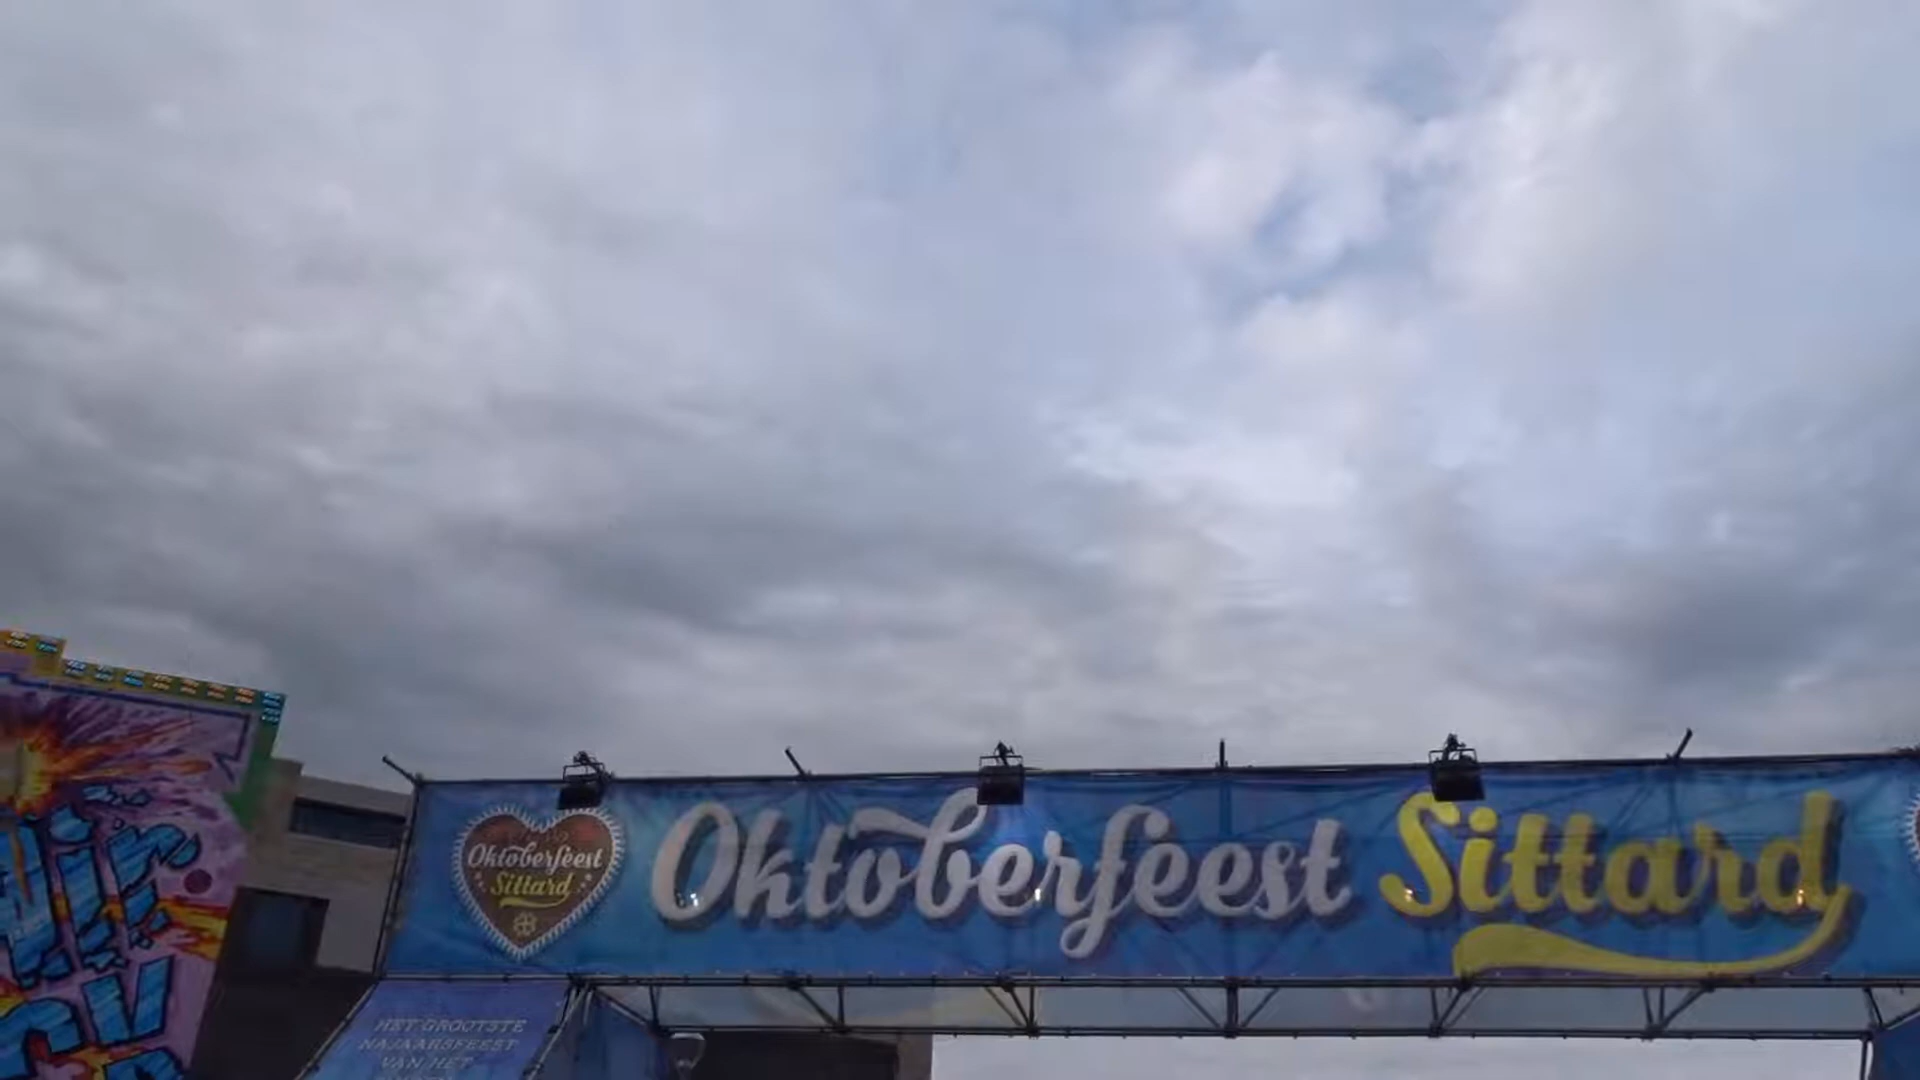 Oktoberfeest
Sittard
Oktoberfeest Sittard
HET GROOTSTE
NAJAARSFEEST
VAN HET